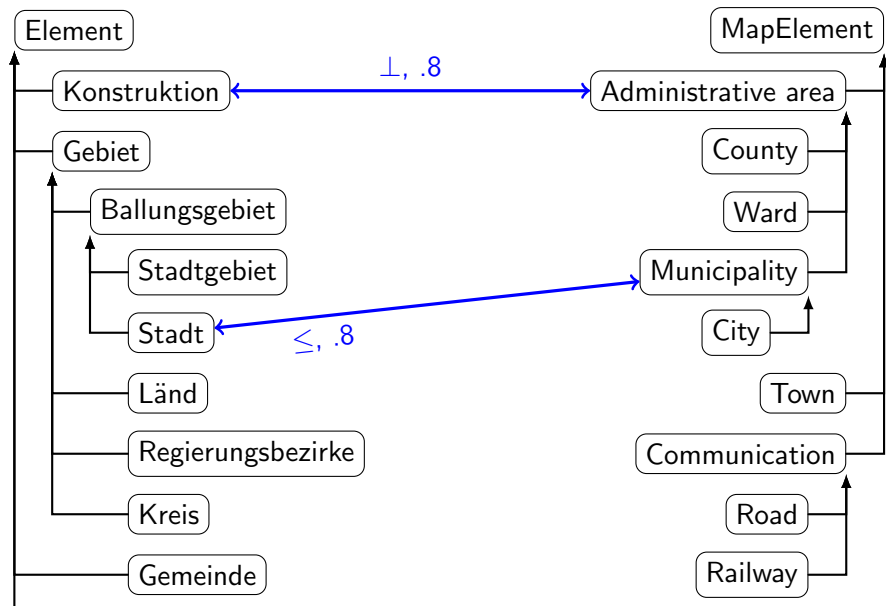 Element
MapElement
⊥, .8
Konstruktion
Administrative area
Gebiet
County
Ballungsgebiet
Ward
Stadtgebiet
Municipality
Stadt
≤, .8
City
Länd
Town
Regierungsbezirke
Communication
Kreis
Road
Gemeinde
Railway